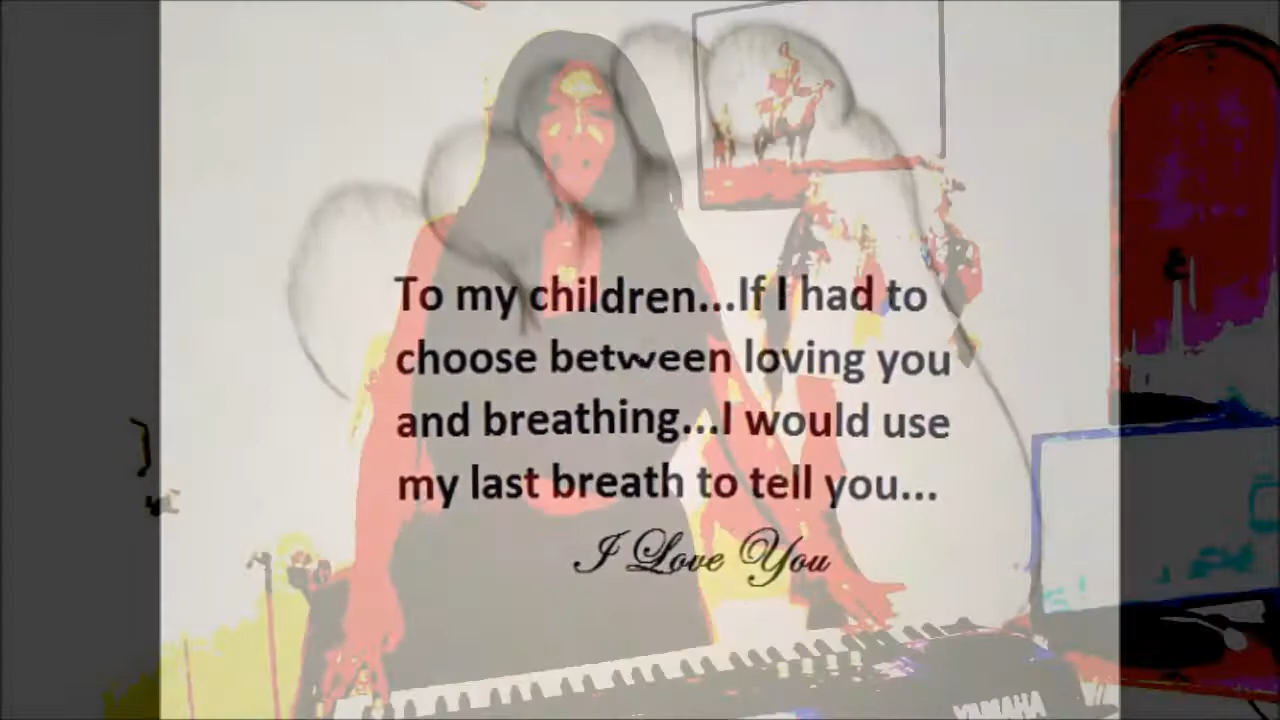 To my children...If I had to
choose between loving you
and breathing...I would use
my last breath to tell you...
I Love You
YAMAHA